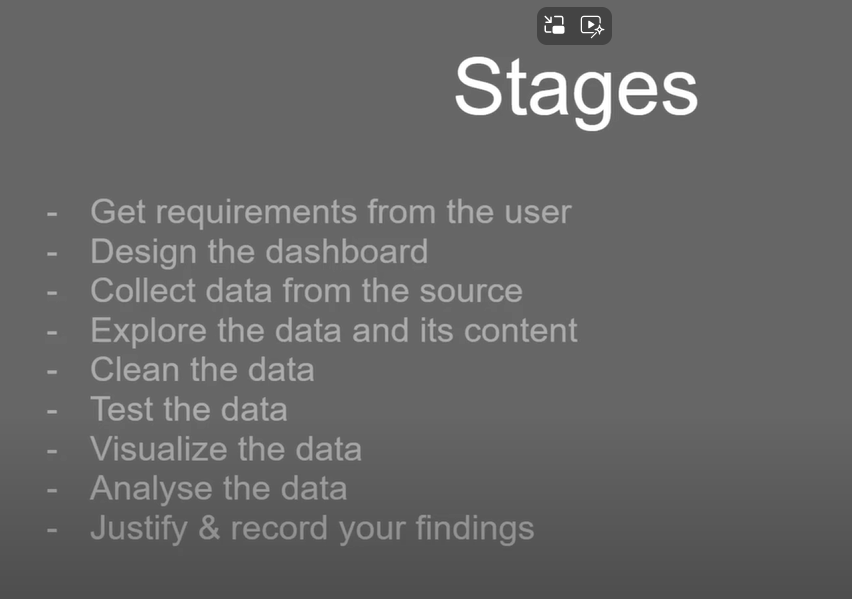 Stages
- Get requirements from the user
- Design the dashboard
- Collect data from the source
- Explore the data and its content
- Clean the data
- Test the data
- Visualize the data
- Analyse the data
- Justify & record your findings